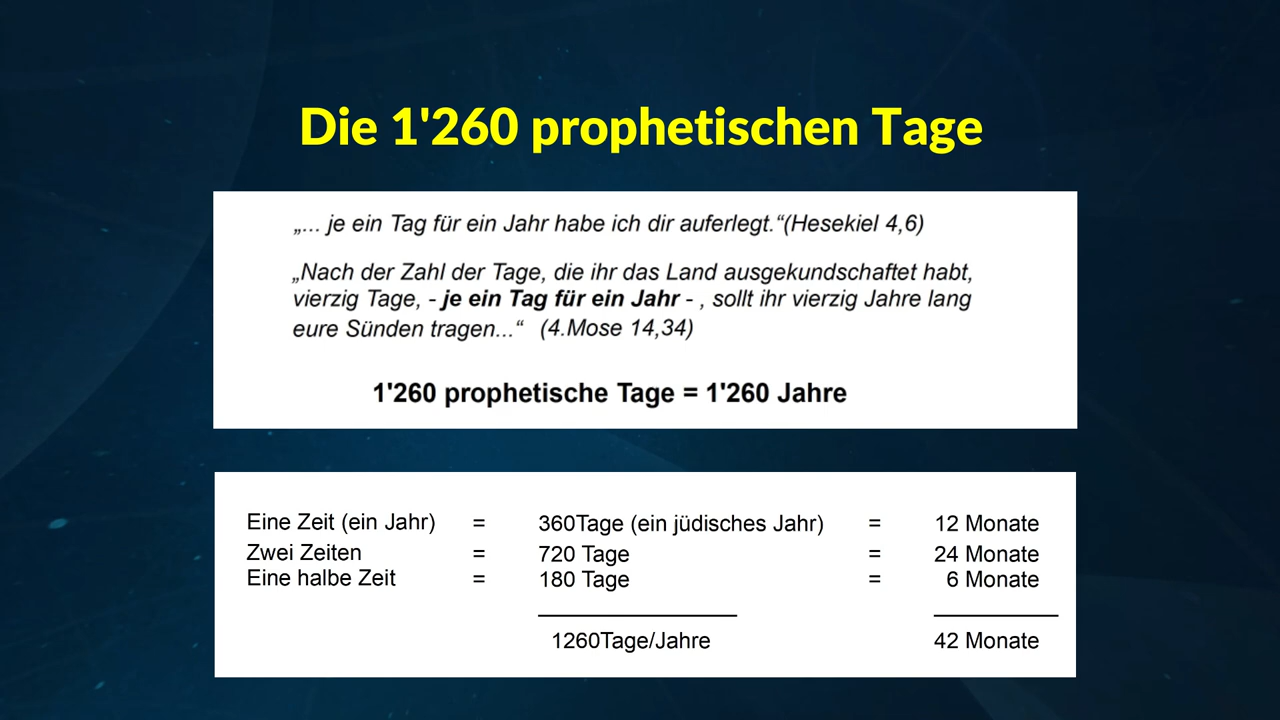 Die 1'260 prophetischen Tage
„... je ein Tag für ein Jahr habe ich dir auferlegt.“(Hesekiel 4,6)
„Nach der Zahl der Tage, die ihr das Land ausgekundschaftet habt,
vierzig Tage, - je ein Tag für ein Jahr - , sollt ihr vierzig Jahre lang
eure Sünden tragen...“ (4.Mose 14,34)
1'260 prophetische Tage = 1'260 Jahre
Eine Zeit (ein Jahr) = 360Tage (ein jüdisches Jahr) = 12 Monate
Zwei Zeiten = 720 Tage = 24 Monate
Eine halbe Zeit = 180 Tage = 6 Monate
1260Tage/Jahre 42 Monate